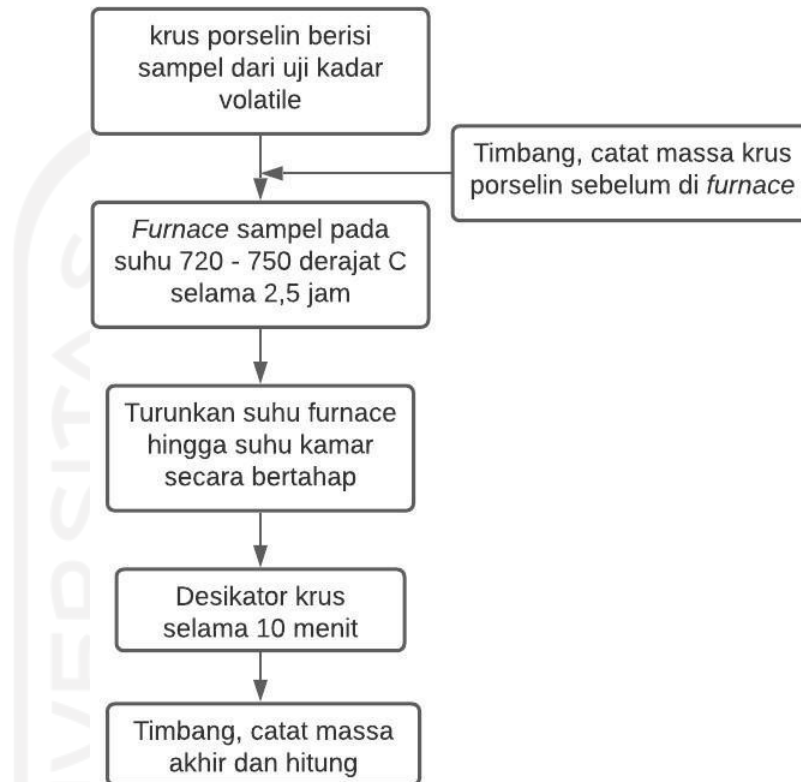 krus porselin berisi
sampel dari uji kadar
volatile
Timbang, catat massa krus
porselin sebelum di furnace
Furnace sampel pada
suhu 720 - 750 derajat C
selama 2,5 jam
Turunkan suhu furnace
hingga suhu kamar
secara bertahap
Desikator krus
selama 10 menit
Timbang, catat massa
akhir dan hitung